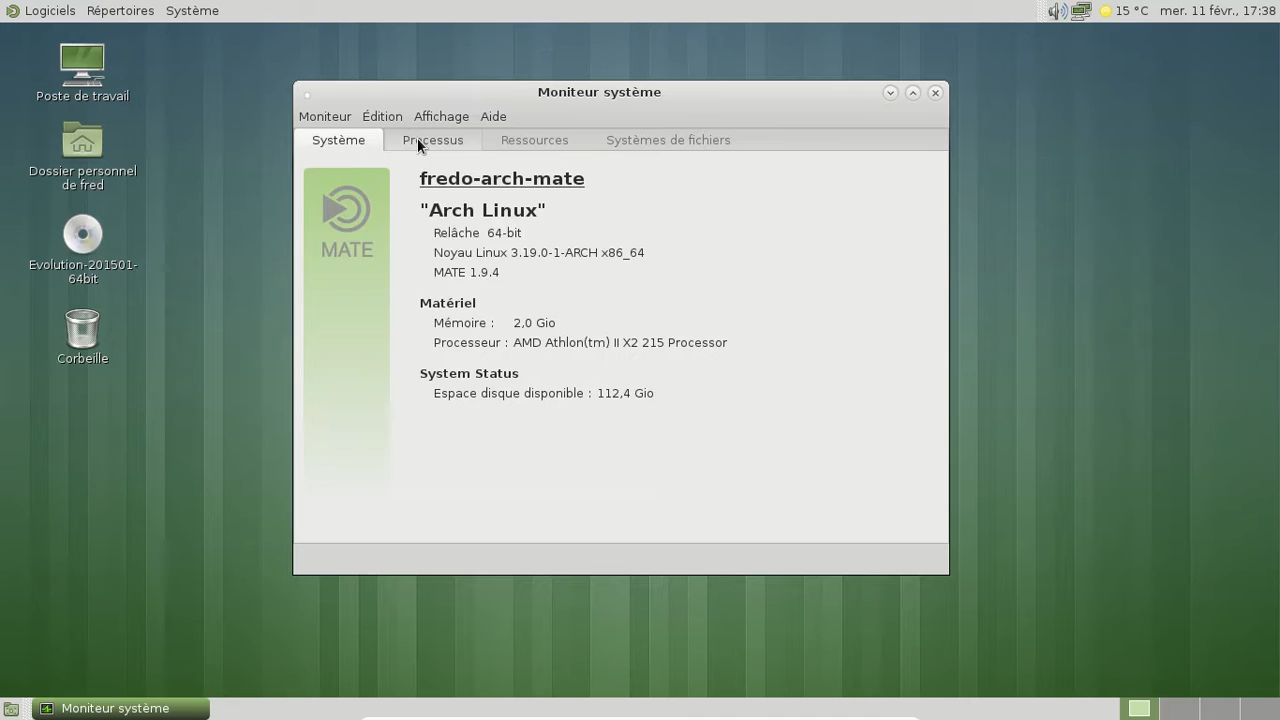 Logiciels Répertoires Système
15 °C mer. 11 févr., 17:38
Poste de travail
Dossier personnel
de fred
Evolution-201501-
64bit
Corbeille
Moniteur système
Moniteur Édition Affichage Aide
Système Processus Ressources Systèmes de fichiers
MATE
fredo-arch-mate
"Arch Linux"
Relâche 64-bit
Noyau Linux 3.19.0-1-ARCH x86_64
MATE 1.9.4
Matériel
Mémoire : 2,0 Gio
Processeur : AMD Athlon(tm) II X2 215 Processor
System Status
Espace disque disponible : 112,4 Gio
Moniteur système